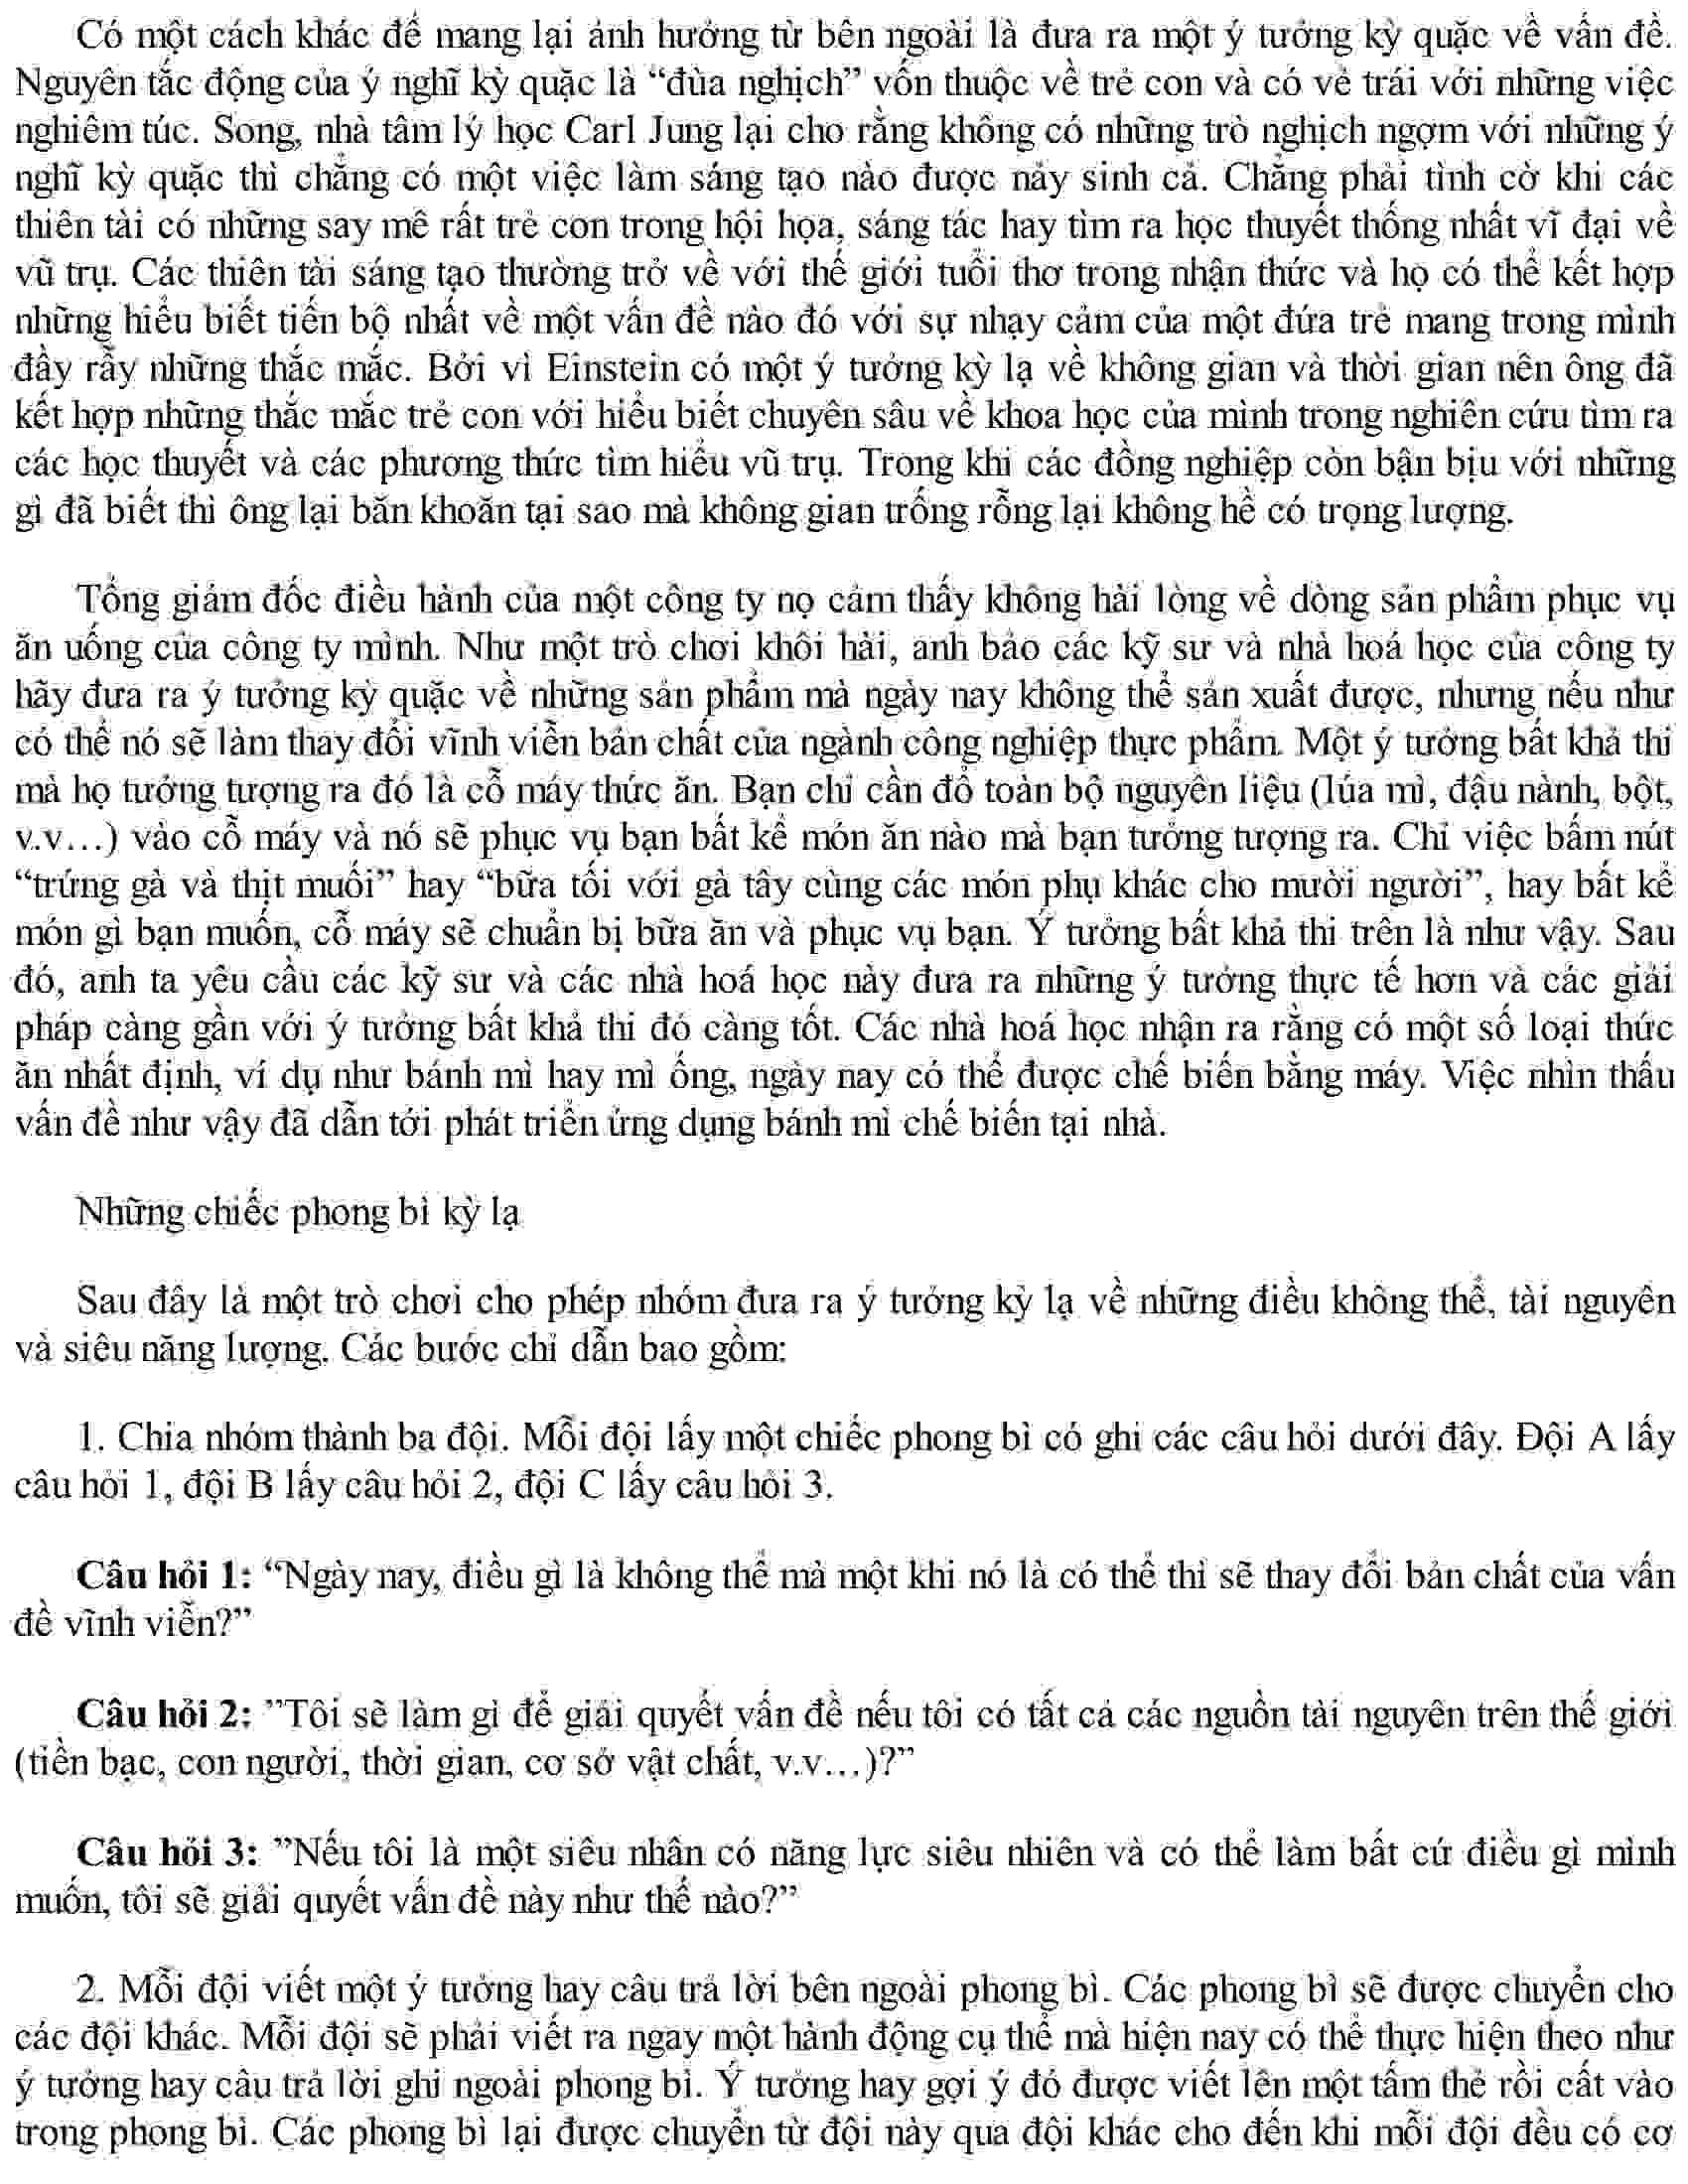 Có một cách khác để mang lại ảnh hưởng từ bên ngoài là đưa ra một ý tưởng kỳ quặc về vấn đề.
Nguyên tắc động của ý nghĩ kỳ quặc là “đùa nghịch” vốn thuộc về trẻ con và có vẻ trái với những việc
nghiêm túc. Song, nhà tâm lý học Carl Jung lại cho rằng không có những trò nghịch ngợm với những ý
nghĩ kỳ quặc thì chẳng có một việc làm sáng tạo nào được nảy sinh cả. Chẳng phải tình cờ khi các
thiên tài có những say mê rất trẻ con trong hội họa, sáng tác hay tìm ra học thuyết thống nhất vĩ đại về
vũ trụ. Các thiên tài sáng tạo thường trở về với thế giới tuổi thơ trong nhận thức và họ có thể kết hợp
những hiểu biết tiến bộ nhất về một vấn đề nào đó với sự nhạy cảm của một đứa trẻ mang trong mình
đầy rẫy những thắc mắc. Bởi vì Einstein có một ý tưởng kỳ lạ về không gian và thời gian nên ông đã
kết hợp những thắc mắc trẻ con với hiểu biết chuyên sâu về khoa học của mình trong nghiên cứu tìm ra
các học thuyết và các phương thức tìm hiểu vũ trụ. Trong khi các đồng nghiệp còn bận bịu với những
gì đã biết thì ông lại băn khoăn tại sao mà không gian trống rỗng lại không hề có trọng lượng.
Tổng giám đốc điều hành của một công ty nọ cảm thấy không hài lòng về dòng sản phẩm phục vụ
ăn uống của công ty mình. Như một trò chơi khôi hài, anh bảo các kỹ sư và nhà hoá học của công ty
hãy đưa ra ý tưởng kỳ quặc về những sản phẩm mà ngày nay không thể sản xuất được, nhưng nếu như
có thể nó sẽ làm thay đổi vĩnh viễn bản chất của ngành công nghiệp thực phẩm. Một ý tưởng bất khả thi
mà họ tưởng tượng ra đó là cỗ máy thức ăn. Bạn chỉ cần đổ toàn bộ nguyên liệu (lúa mì, đậu nành, bột,
v.v…) vào cỗ máy và nó sẽ phục vụ bạn bất kể món ăn nào mà bạn tưởng tượng ra. Chỉ việc bấm nút
“trứng gà và thịt muối” hay “bữa tối với gà tây cùng các món phụ khác cho mười người”, hay bất kể
món gì bạn muốn, cỗ máy sẽ chuẩn bị bữa ăn và phục vụ bạn. Ý tưởng bất khả thi trên là như vậy. Sau
đó, anh ta yêu cầu các kỹ sư và các nhà hoá học này đưa ra những ý tưởng thực tế hơn và các giải
pháp càng gần với ý tưởng bất khả thi đó càng tốt. Các nhà hoá học nhận ra rằng có một số loại thức
ăn nhất định, ví dụ như bánh mì hay mì ống, ngày nay có thể được chế biến bằng máy. Việc nhìn thấu
vấn đề như vậy đã dẫn tới phát triển ứng dụng bánh mì chế biến tại nhà.
Những chiếc phong bì kỳ lạ
Sau đây là một trò chơi cho phép nhóm đưa ra ý tưởng kỳ lạ về những điều không thể, tài nguyên
và siêu năng lượng. Các bước chỉ dẫn bao gồm:
1. Chia nhóm thành ba đội. Mỗi đội lấy một chiếc phong bì có ghi các câu hỏi dưới đây. Đội A lấy
câu hỏi 1, đội B lấy câu hỏi 2, đội C lấy câu hỏi 3.
Câu hỏi 1: “Ngày nay, điều gì là không thể mà một khi nó là có thể thì sẽ thay đổi bản chất của vấn
đề vĩnh viễn?”
Câu hỏi 2: ”Tôi sẽ làm gì để giải quyết vấn đề nếu tôi có tất cả các nguồn tài nguyên trên thế giới
(tiền bạc, con người, thời gian, cơ sở vật chất, v.v…)?”
Câu hỏi 3: ”Nếu tôi là một siêu nhân có năng lực siêu nhiên và có thể làm bất cứ điều gì mình
muốn, tôi sẽ giải quyết vấn đề này như thế nào?”
2. Mỗi đội viết một ý tưởng hay câu trả lời bên ngoài phong bì. Các phong bì sẽ được chuyển cho
các đội khác. Mỗi đội sẽ phải viết ra ngay một hành động cụ thể mà hiện nay có thể thực hiện theo như
ý tưởng hay câu trả lời ghi ngoài phong bì. Ý tưởng hay gợi ý đó được viết lên một tấm thẻ rồi cất vào
trong phong bì. Các phong bì lại được chuyển từ đội này qua đội khác cho đến khi mỗi đội đều có cơ